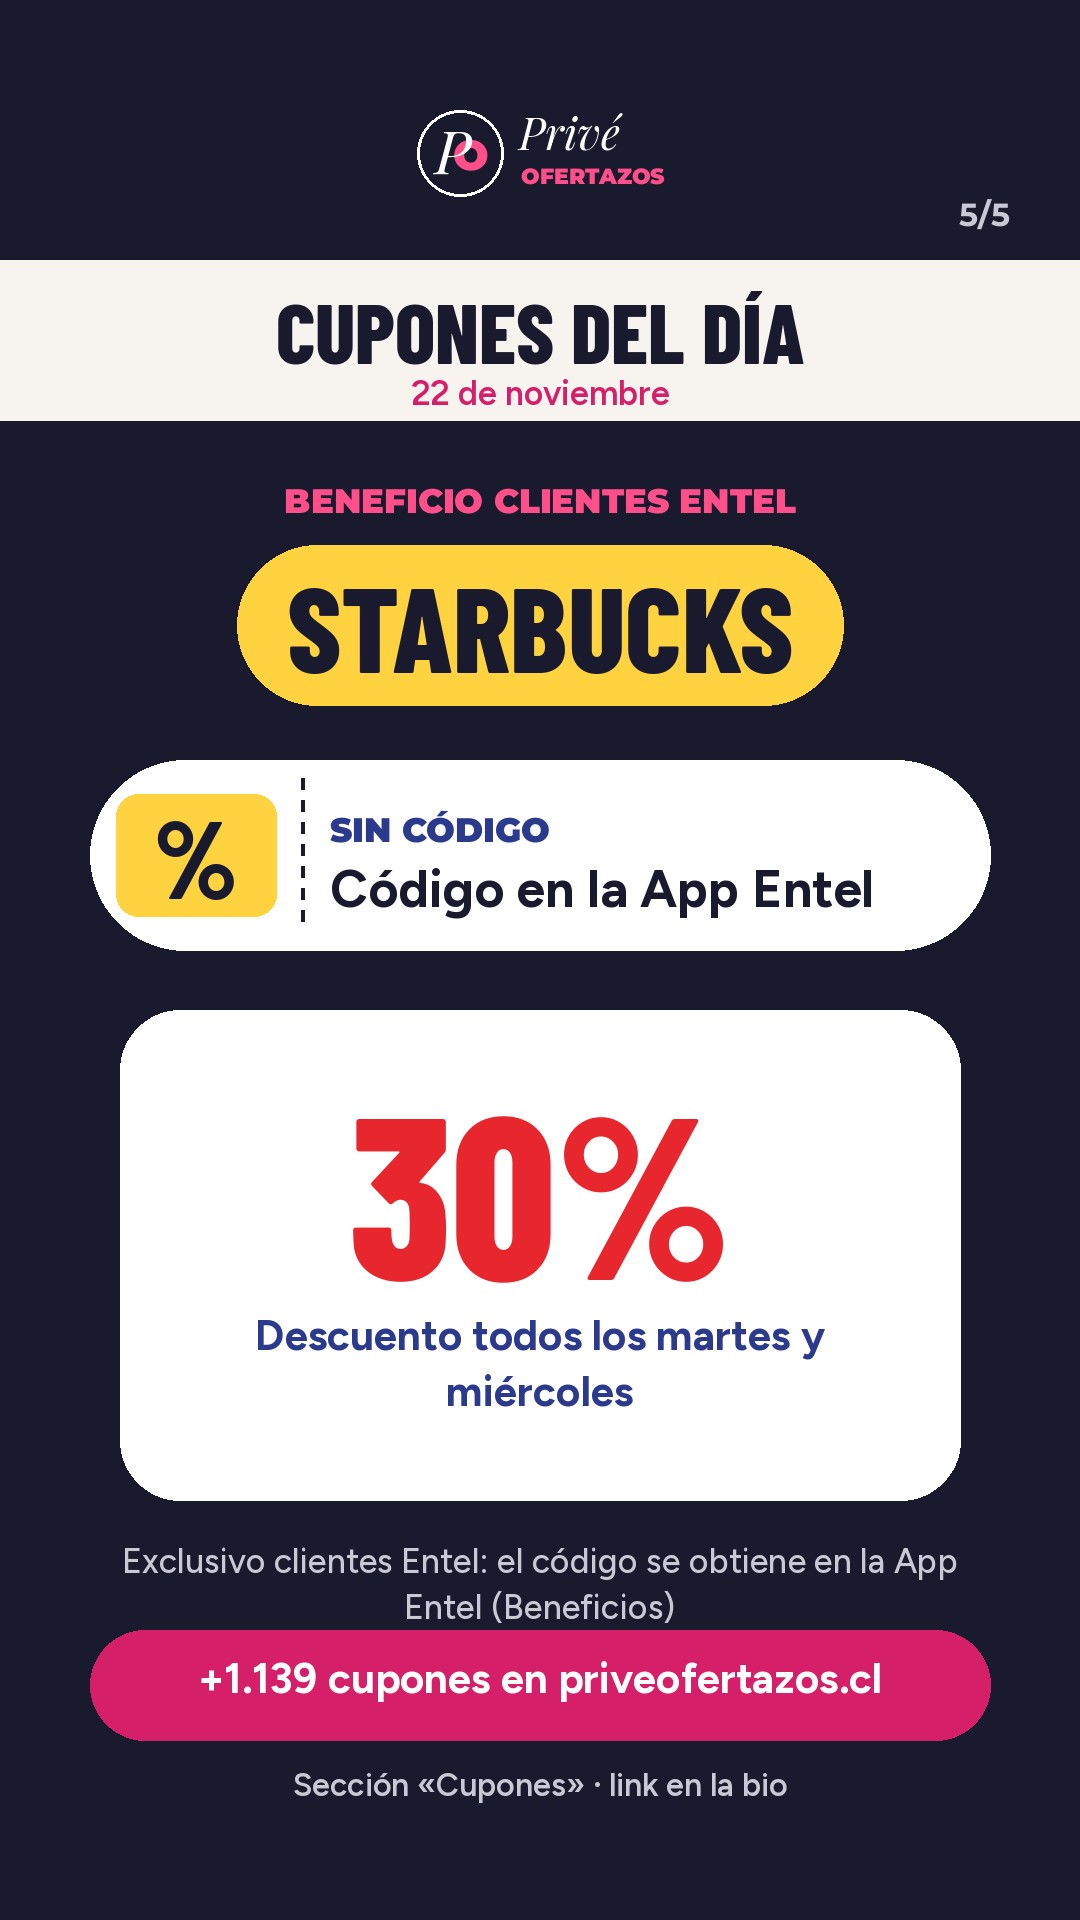 Po
Privé
OFERTAZOS
5/5
CUPONES DEL DÍA
22 de noviembre
BENEFICIO CLIENTES ENTEL
STARBUCKS
%
SIN CÓDIGO
Código en la App Entel
30%
Descuento todos los martes y
miércoles
Exclusivo clientes Entel: el código se obtiene en la App
Entel (Beneficios)
+1.139 cupones en priveofertazos.cl
Sección «Cupones» · link en la bio